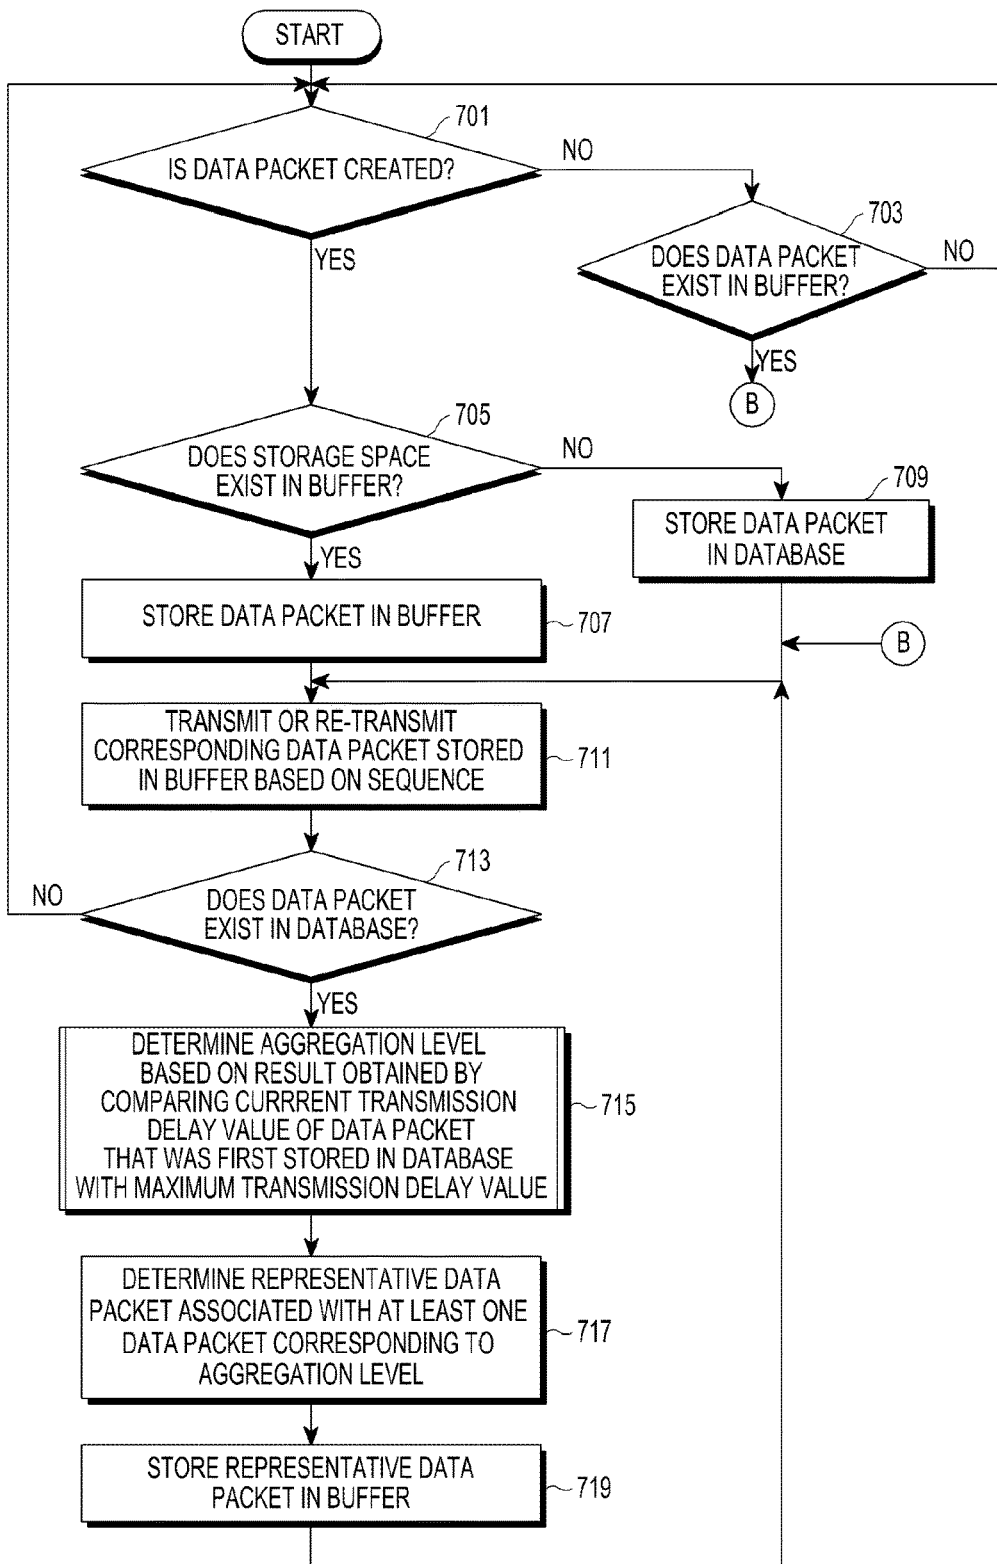 START
701
IS DATA PACKET CREATED?
NO
703
DOES DATA PACKET
EXIST IN BUFFER?
NO
YES
YES
B
705
DOES STORAGE SPACE
EXIST IN BUFFER?
NO
709
STORE DATA PACKET
IN DATABASE
YES
STORE DATA PACKET IN BUFFER
707
B
TRANSMIT OR RE-TRANSMIT
CORRESPONDING DATA PACKET STORED
IN BUFFER BASED ON SEQUENCE
711
713
NO
DOES DATA PACKET
EXIST IN DATABASE?
YES
DETERMINE AGGREGATION LEVEL
BASED ON RESULT OBTAINED BY
COMPARING CURRRENT TRANSMISSION
DELAY VALUE OF DATA PACKET
THAT WAS FIRST STORED IN DATABASE
WITH MAXIMUM TRANSMISSION DELAY VALUE
715
DETERMINE REPRESENTATIVE DATA
PACKET ASSOCIATED WITH AT LEAST ONE
DATA PACKET CORRESPONDING TO
AGGREGATION LEVEL
717
STORE REPRESENTATIVE DATA
PACKET IN BUFFER
719